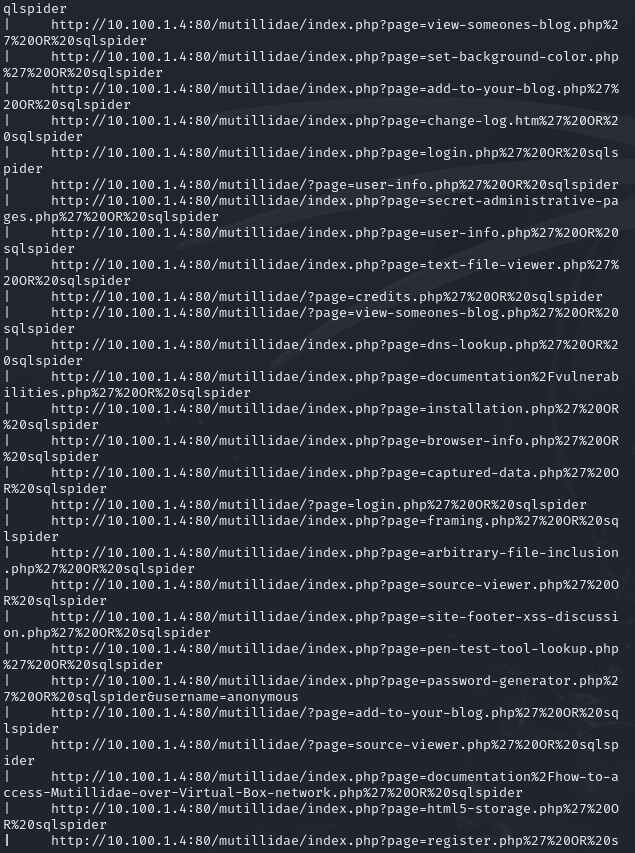 qlspider
|     http://10.100.1.4:80/mutillidae/index.php?page=view-someones-blog.php%2
7%20OR%20sqlspider
|     http://10.100.1.4:80/mutillidae/index.php?page=set-background-color.php
%27%20OR%20sqlspider
|     http://10.100.1.4:80/mutillidae/index.php?page=add-to-your-blog.php%27%
20OR%20sqlspider
|     http://10.100.1.4:80/mutillidae/index.php?page=change-log.htm%27%20OR%2
0sqlspider
|     http://10.100.1.4:80/mutillidae/index.php?page=login.php%27%20OR%20sqls
pider
|     http://10.100.1.4:80/mutillidae/?page=user-info.php%27%20OR%20sqlspider
|     http://10.100.1.4:80/mutillidae/index.php?page=secret-administrative-pa
ges.php%27%20OR%20sqlspider
|     http://10.100.1.4:80/mutillidae/index.php?page=user-info.php%27%20OR%20
sqlspider
|     http://10.100.1.4:80/mutillidae/index.php?page=text-file-viewer.php%27%
20OR%20sqlspider
|     http://10.100.1.4:80/mutillidae/?page=credits.php%27%20OR%20sqlspider
|     http://10.100.1.4:80/mutillidae/?page=view-someones-blog.php%27%20OR%20
sqlspider
|     http://10.100.1.4:80/mutillidae/index.php?page=dns-lookup.php%27%20OR%2
0sqlspider
|     http://10.100.1.4:80/mutillidae/index.php?page=documentation%2Fvulnerab
ilities.php%27%20OR%20sqlspider
|     http://10.100.1.4:80/mutillidae/index.php?page=installation.php%27%20OR
%20sqlspider
|     http://10.100.1.4:80/mutillidae/index.php?page=browser-info.php%27%20OR
%20sqlspider
|     http://10.100.1.4:80/mutillidae/index.php?page=captured-data.php%27%20O
R%20sqlspider
|     http://10.100.1.4:80/mutillidae/?page=login.php%27%20OR%20sqlspider
|     http://10.100.1.4:80/mutillidae/index.php?page=framing.php%27%20OR%20sq
lspider
|     http://10.100.1.4:80/mutillidae/index.php?page=arbitrary-file-inclusion
.php%27%20OR%20sqlspider
|     http://10.100.1.4:80/mutillidae/index.php?page=source-viewer.php%27%20O
R%20sqlspider
|     http://10.100.1.4:80/mutillidae/index.php?page=site-footer-xss-discussi
on.php%27%20OR%20sqlspider
|     http://10.100.1.4:80/mutillidae/index.php?page=pen-test-tool-lookup.php
%27%20OR%20sqlspider
|     http://10.100.1.4:80/mutillidae/index.php?page=password-generator.php%2
7%20OR%20sqlspider&username=anonymous
|     http://10.100.1.4:80/mutillidae/?page=add-to-your-blog.php%27%20OR%20sq
lspider
|     http://10.100.1.4:80/mutillidae/?page=source-viewer.php%27%20OR%20sqlsp
ider
|     http://10.100.1.4:80/mutillidae/index.php?page=documentation%2Fhow-to-a
ccess-Mutillidae-over-Virtual-Box-network.php%27%20OR%20sqlspider
|     http://10.100.1.4:80/mutillidae/index.php?page=html5-storage.php%27%20O
R%20sqlspider
|     http://10.100.1.4:80/mutillidae/index.php?page=register.php%27%20OR%20s